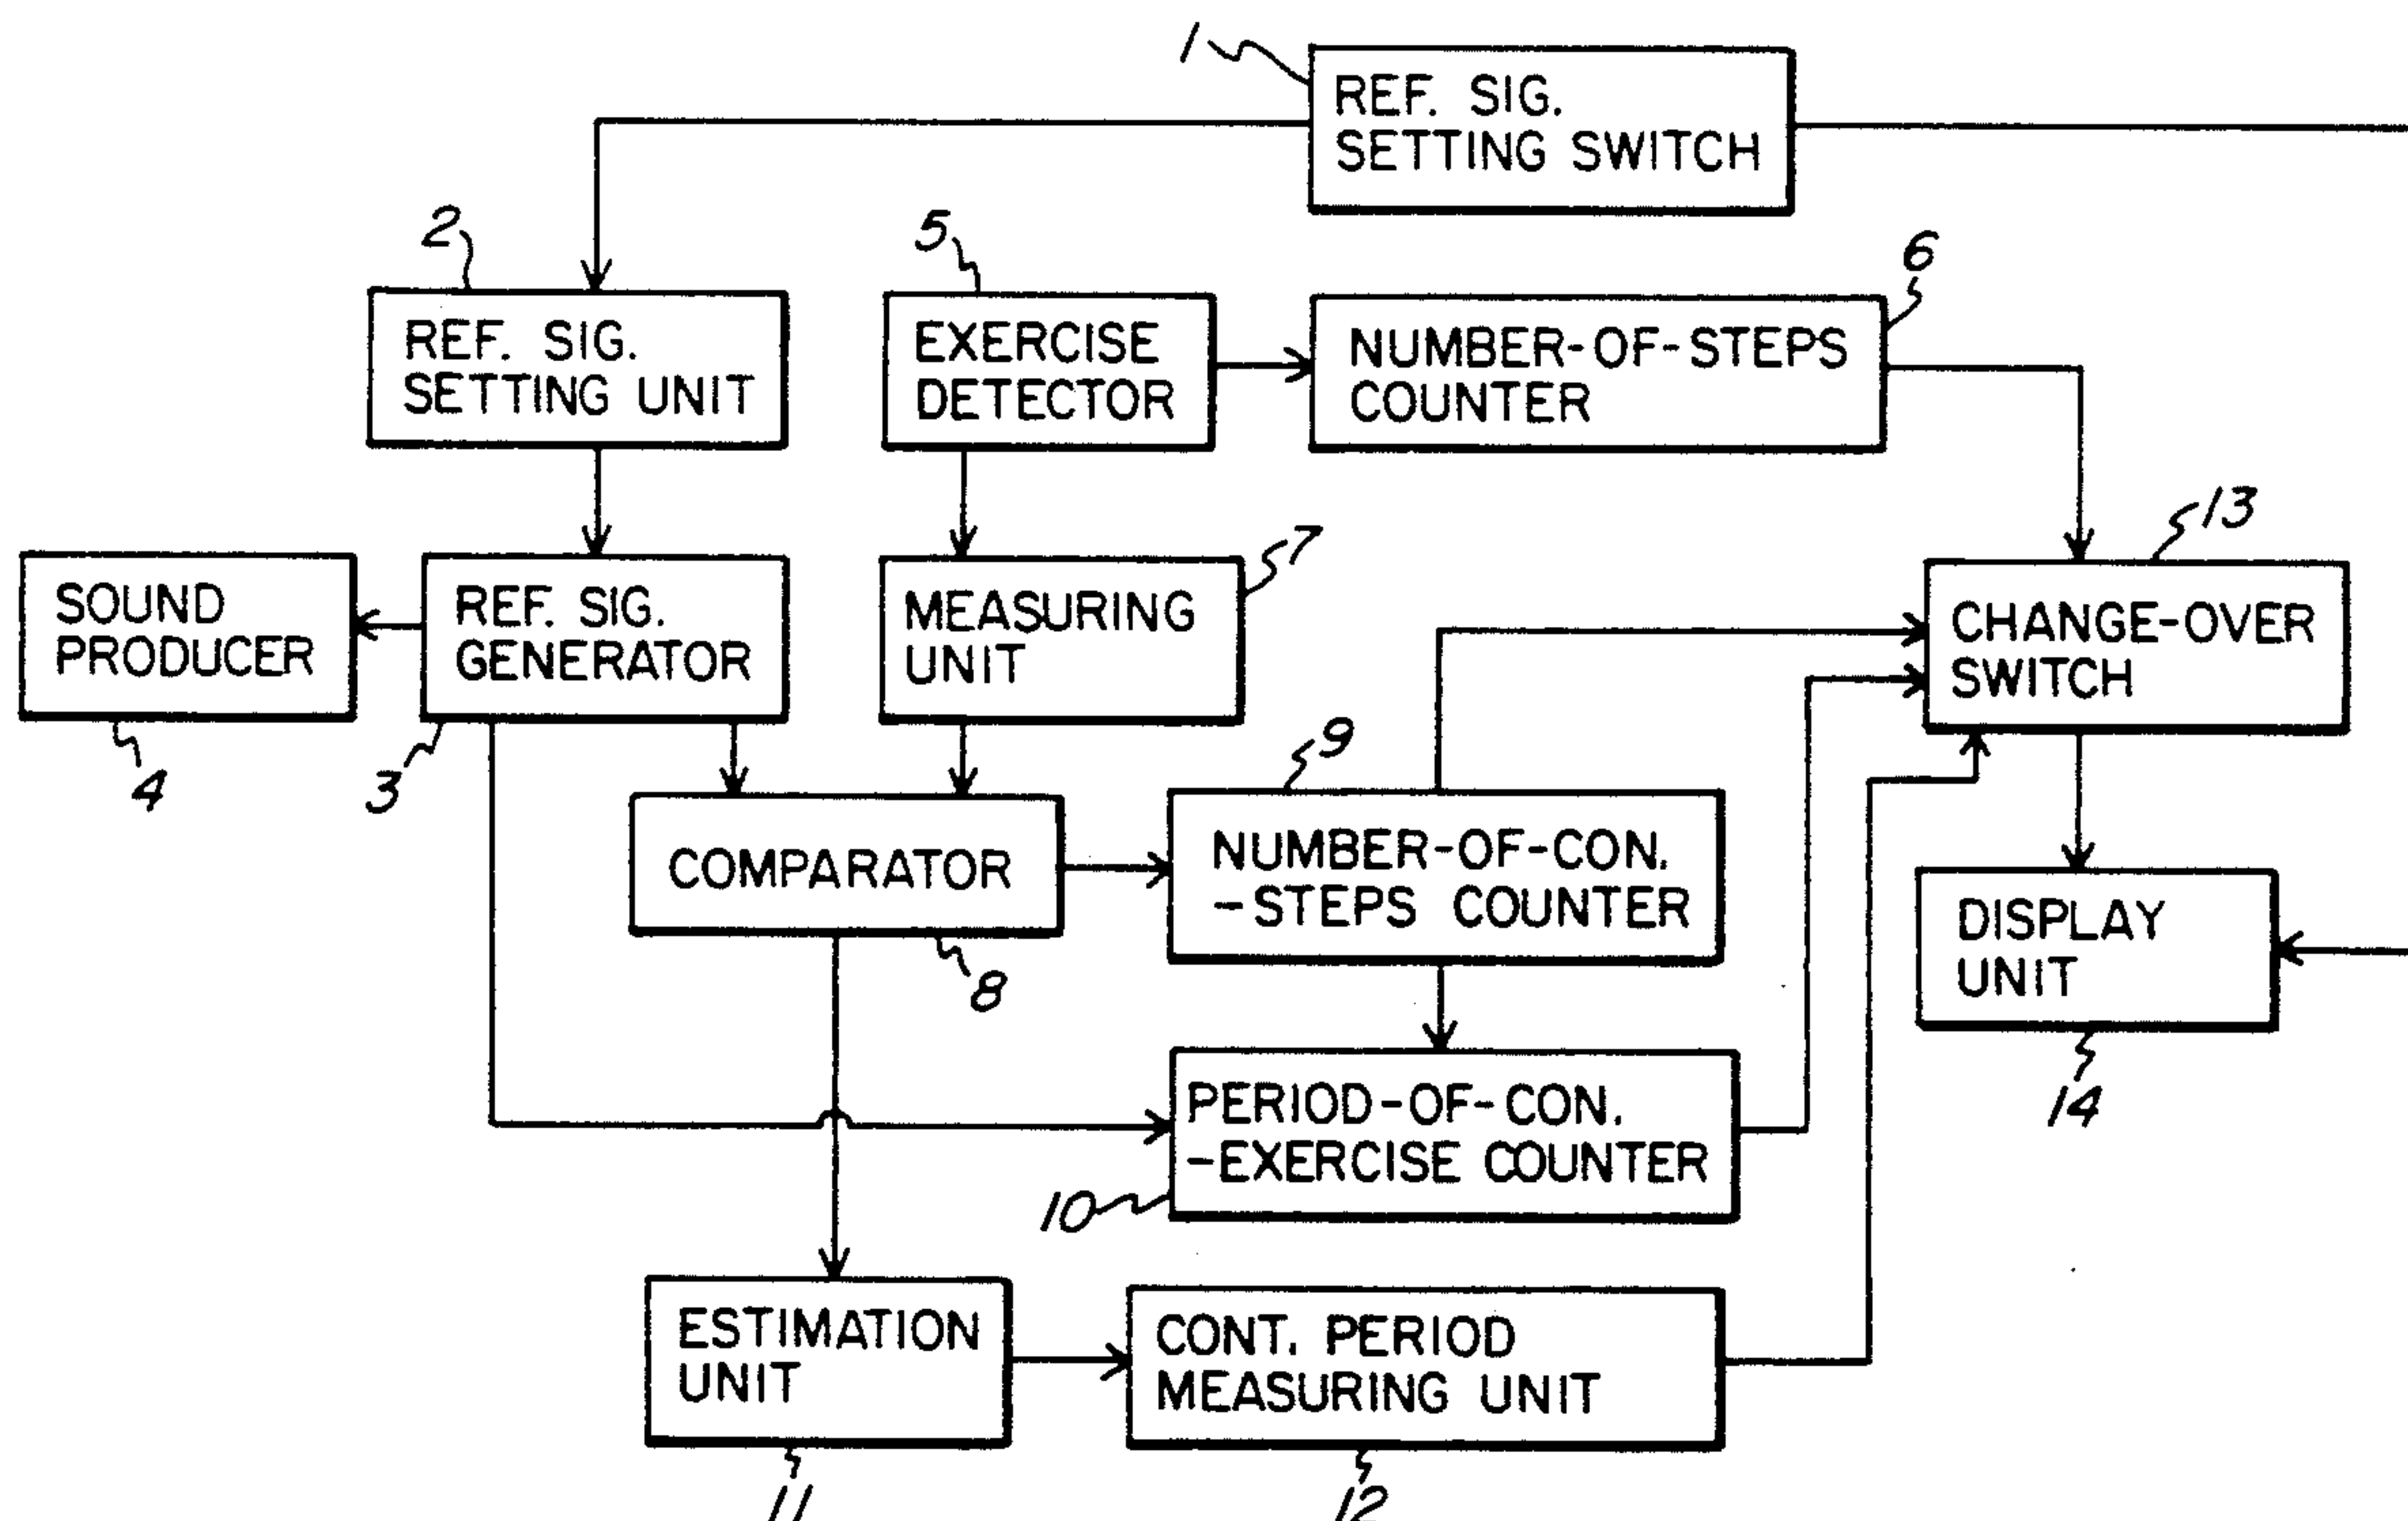 1
REF. SIG.
SETTING SWITCH
2
REF. SIG.
SETTING UNIT
5
EXERCISE
DETECTOR
6
NUMBER-OF-STEPS
COUNTER
SOUND
PRODUCER
4
REF. SIG.
GENERATOR
3
7
MEASURING
UNIT
13
CHANGE-OVER
SWITCH
COMPARATOR
8
9
NUMBER-OF-CON.
-STEPS COUNTER
DISPLAY
UNIT
14
PERIOD-OF-CON.
-EXERCISE COUNTER
10
ESTIMATION
UNIT
11
CONT. PERIOD
MEASURING UNIT
12